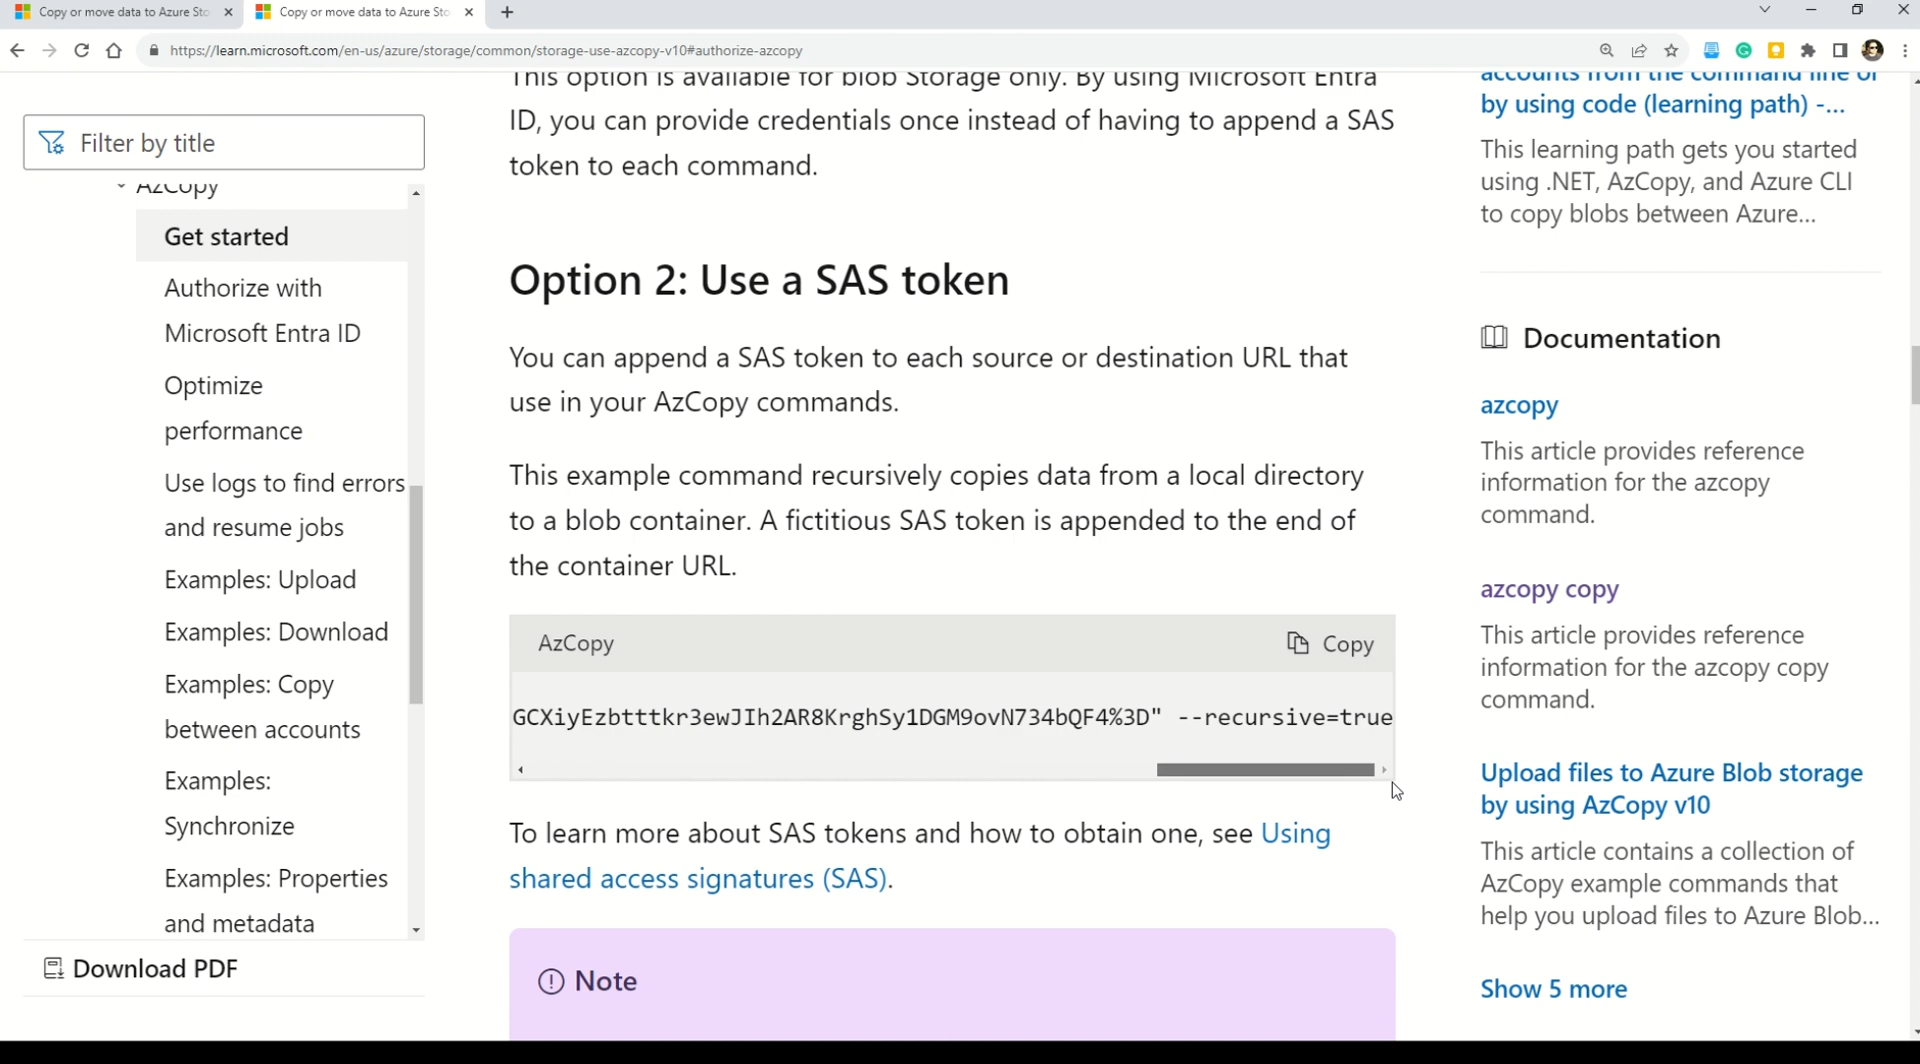 Copy or move data to Azure Sto
Copy or move data to Azure Sto
https://learn.microsoft.com/en-us/azure/storage/common/storage-use-azcopy-v10#authorize-azcopy
Filter by title
AzCopy
Get started
Authorize with
Microsoft Entra ID
Optimize
performance
Use logs to find errors
and resume jobs
Examples: Upload
Examples: Download
Examples: Copy
between accounts
Examples:
Synchronize
Examples: Properties
and metadata
Download PDF
This option is available for blob Storage only. By using Microsoft Entra
ID, you can provide credentials once instead of having to append a SAS
token to each command.
Option 2: Use a SAS token
You can append a SAS token to each source or destination URL that
use in your AzCopy commands.
This example command recursively copies data from a local directory
to a blob container. A fictitious SAS token is appended to the end of
the container URL.
AzCopy
Copy
GCXiyEzbtttkr3ewJIh2AR8KrghSy1DGM9ovN734bQF4%3D" --recursive=true
To learn more about SAS tokens and how to obtain one, see Using
shared access signatures (SAS).
Note
accounts from the command line or
by using code (learning path) -...
This learning path gets you started
using .NET, AzCopy, and Azure CLI
to copy blobs between Azure...
Documentation
azcopy
This article provides reference
information for the azcopy
command.
azcopy copy
This article provides reference
information for the azcopy copy
command.
Upload files to Azure Blob storage
by using AzCopy v10
This article contains a collection of
AzCopy example commands that
help you upload files to Azure Blob...
Show 5 more